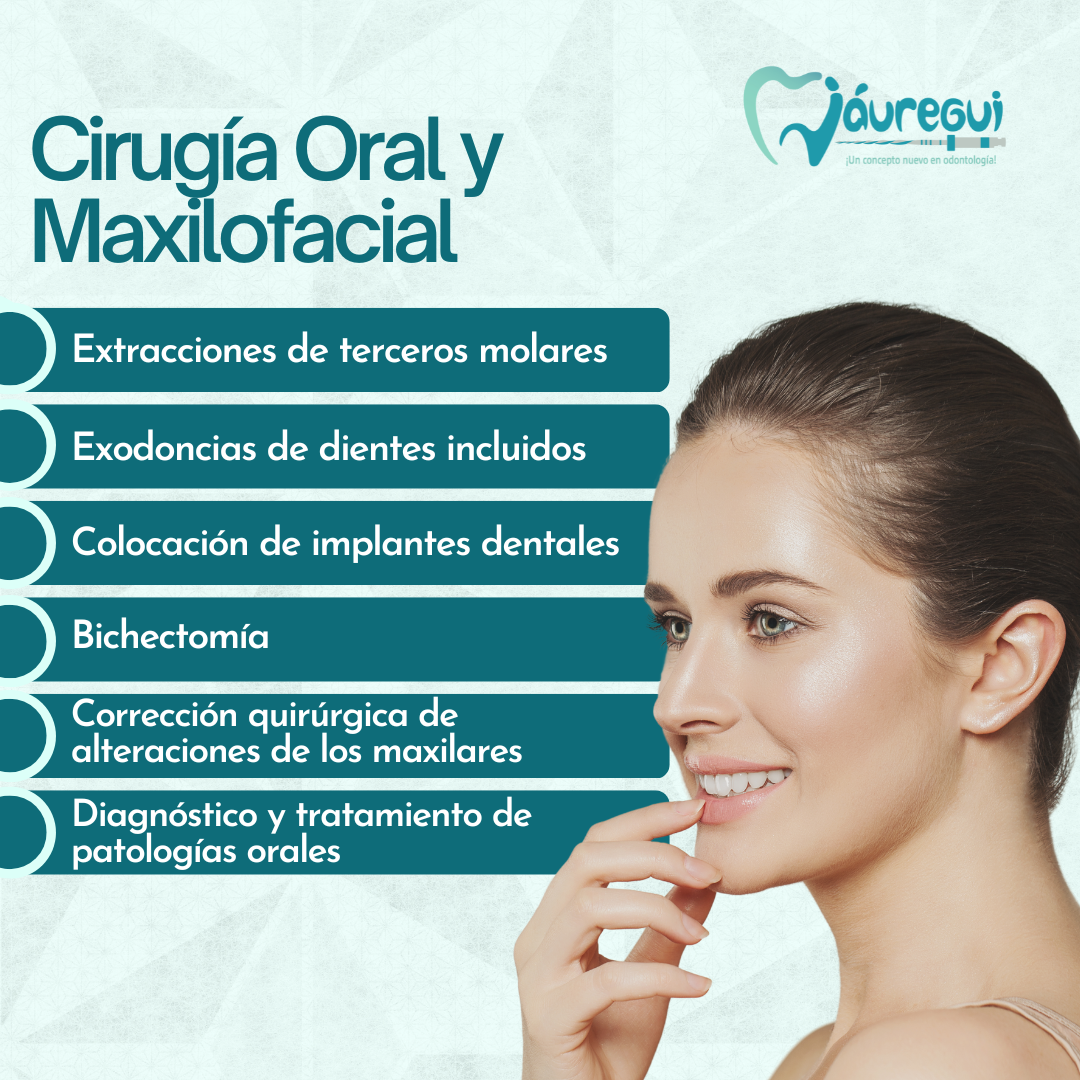 Jáuregui
¡Un concepto nuevo en odontología!
Cirugía Oral y
Maxilofacial
Extracciones de terceros molares
Exodoncias de dientes incluidos
Colocación de implantes dentales
Bichectomía
Corrección quirúrgica de
alteraciones de los maxilares
Diagnóstico y tratamiento de
patologías orales